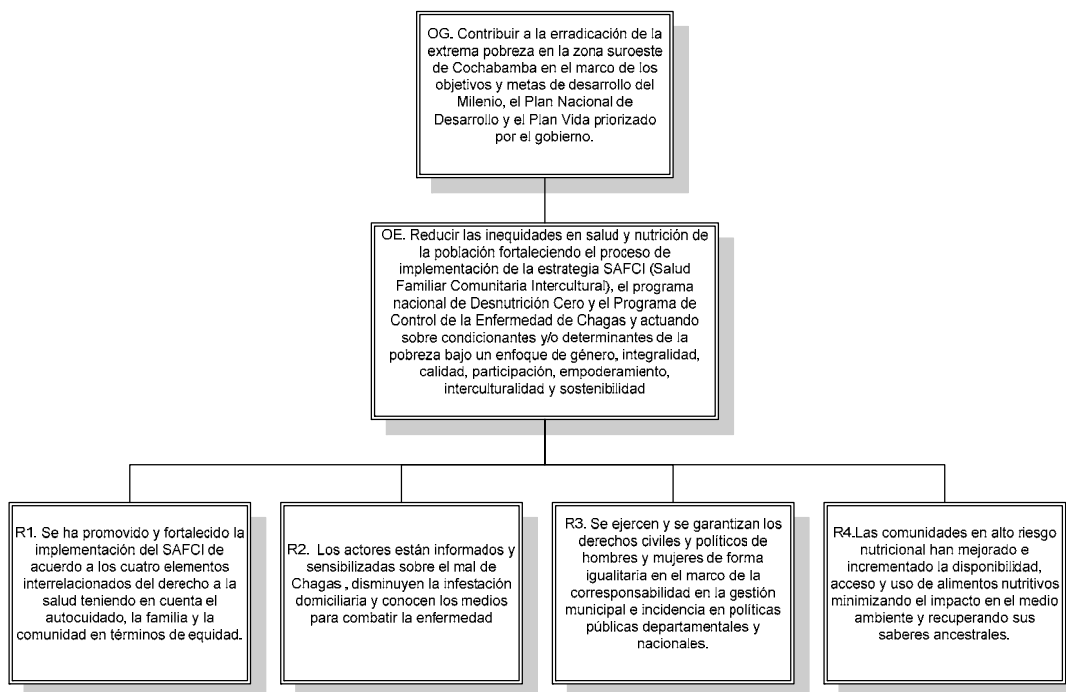 OG. Contribuir a la erradicación de la
extrema pobreza en la zona suroeste
de Cochabamba en el marco de los
objetivos y metas de desarrollo del
Milenio, el Plan Nacional de
Desarrollo y el Plan Vida priorizado
por el gobierno.
OE. Reducir las inequidades en salud y nutrición de
la población fortaleciendo el proceso de
implementación de la estrategia SAFCI (Salud
Familiar Comunitaria Intercultural), el programa
nacional de Desnutrición Cero y el Programa de
Control de la Enfermedad de Chagas y actuando
sobre condicionantes y/o determinantes de la
pobreza bajo un enfoque de género, integralidad,
calidad, participación, empoderamiento,
interculturalidad y sostenibilidad
R1. Se ha promovido y fortalecido la
implementación del SAFCI de
acuerdo a los cuatro elementos
interrelacionados del derecho a la
salud teniendo en cuenta el
autocuidado, la familia y la
comunidad en términos de equidad.
R2. Los actores están informados y
sensibilizadas sobre el mal de
Chagas , disminuyen la infestación
domiciliaria y conocen los medios
para combatir la enfermedad
R3. Se ejercen y se garantizan los
derechos civiles y políticos de
hombres y mujeres de forma
igualitaria en el marco de la
corresponsabilidad en la gestión
municipal e incidencia en políticas
públicas departamentales y
nacionales.
R4.Las comunidades en alto riesgo
nutricional han mejorado e
incrementado la disponibilidad,
acceso y uso de alimentos nutritivos
minimizando el impacto en el medio
ambiente y recuperando sus
saberes ancestrales.